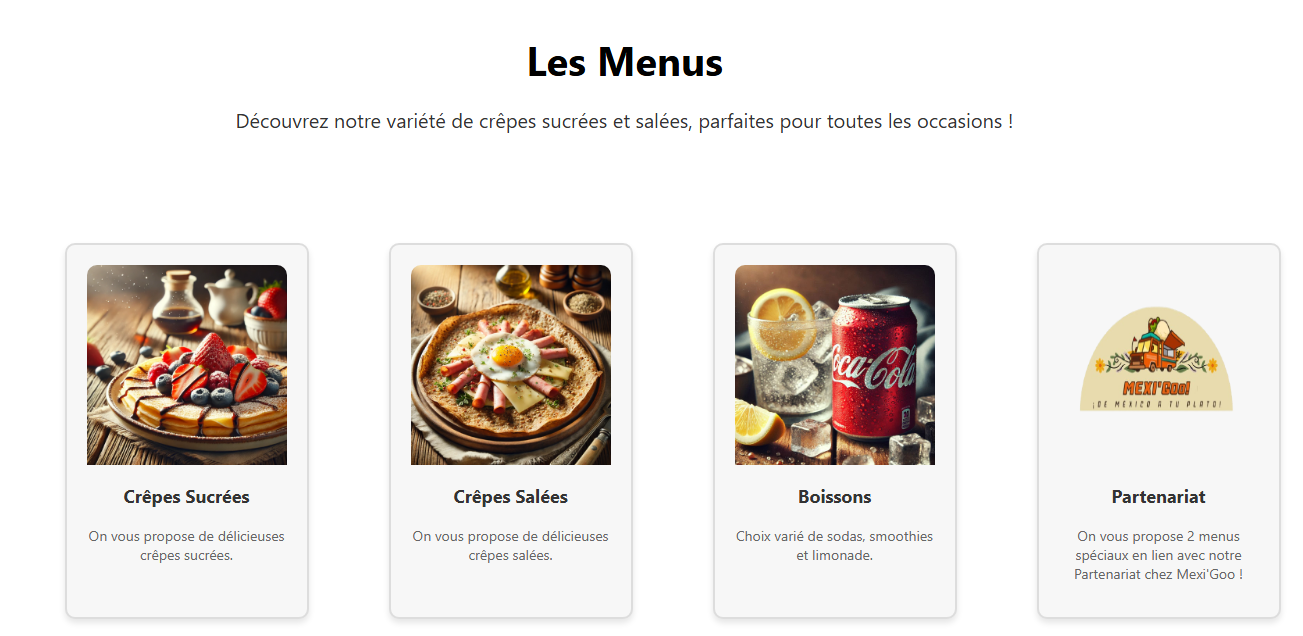 Les Menus
Découvrez notre variété de crêpes sucrées et salées, parfaites pour toutes les occasions !
Coca-Cola
MEXI'Goo!
¡DE MEXICO A TU PLATO!
Crêpes Sucrées
On vous propose de délicieuses
crêpes sucrées.
Crêpes Salées
On vous propose de délicieuses
crêpes salées.
Boissons
Choix varié de sodas, smoothies
et limonade.
Partenariat
On vous propose 2 menus
spéciaux en lien avec notre
Partenariat chez Mexi'Goo !